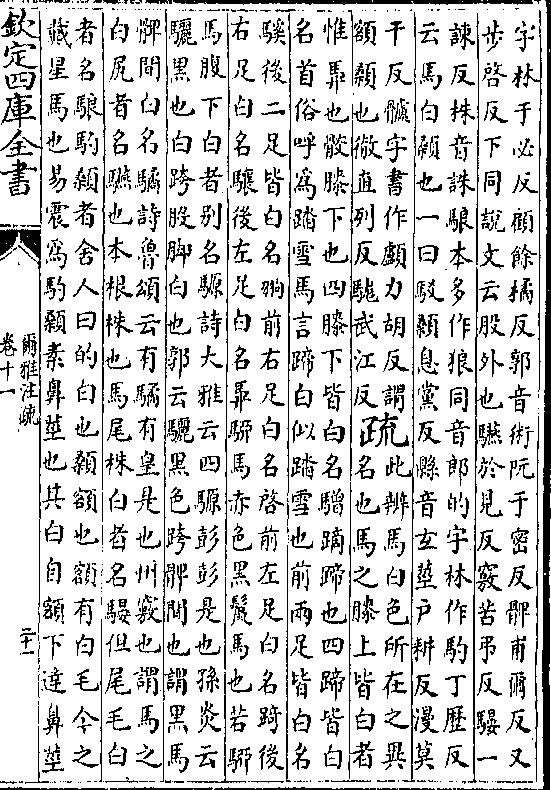 字林于必反顧餘橘反郭音術阮于密反髀甫爾反又
步啓反下同說文云股外也驠於見反竅苦弔反騴一
諫反株音誅駺本多作狼同音郎的字林作馰丁歷反
云馬白額也一曰駁顙息黨反縣音玄莖戶耕反漫莫
干反髗字書作顱力胡反謂
額顙也徹直列反駹武江反
疏
此辨馬白色所在之異
名也馬之膝上皆白者
惟馵也骹膝下也四膝下皆白名驓蹢蹄也四蹄皆白
名首俗呼爲踏雪馬言蹄白似踏雪也前兩足皆白名
騱後二足皆白名翑前右足白名啓前左足白名踦後
右足白名驤後左足白名馵騮馬赤色黑鬣馬也若騮
馬腹下白者别名騵詩大雅云四騵彭彭是也孫炎云
驪黑也白跨股脚白也郭云驪黑色跨髀間也謂黑馬
髀間白名驈詩魯頌云有驈有皇是也州竅也謂馬之
白尻者名驠也本根株也馬尾株白者名騴但尾毛白
者名駺馰顙者舍人曰的白也顙額也額有白毛今之
戴星馬也易震爲馰顙素鼻莖也其白自額下達鼻莖
欽定四庫全書
爾雅注疏
卷十一
二十一